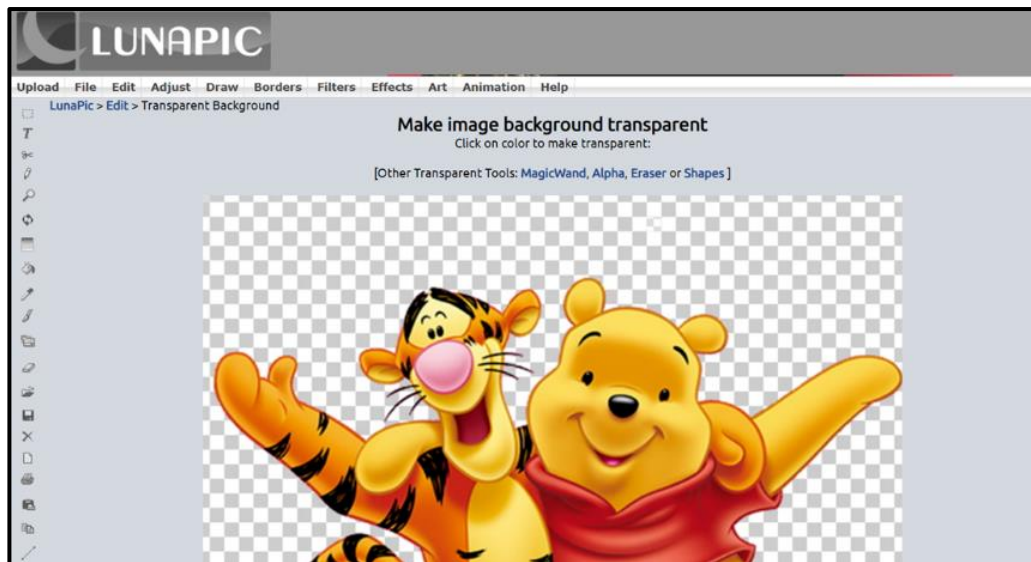 LUNAPIC
Upload File Edit Adjust Draw Borders Filters Effects Art Animation Help
LunaPic > Edit > Transparent Background
Make image background transparent
Click on color to make transparent:
[Other Transparent Tools: MagicWand, Alpha, Eraser or Shapes ]
T